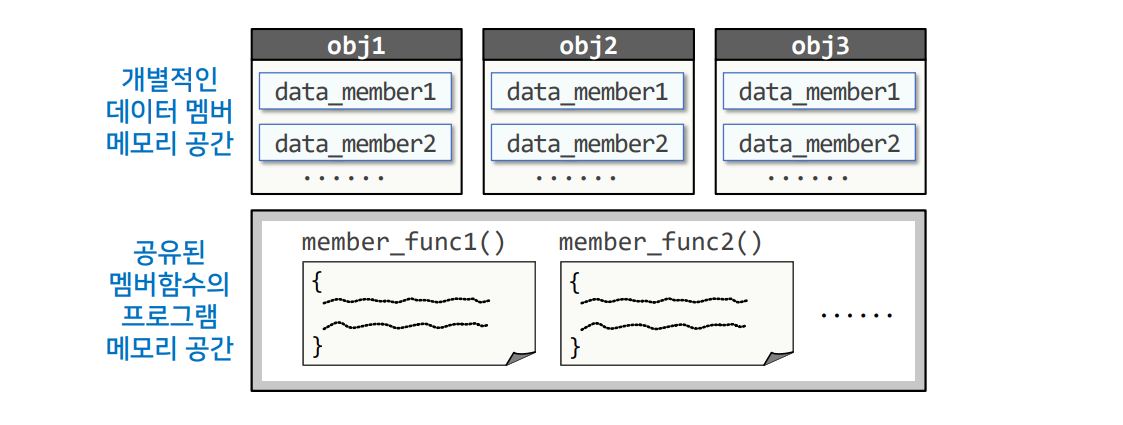 obj1
obj2
obj3
개별적인
데이터 멤버
메모리 공간
data_member1
data_member1
data_member1
data_member2
data_member2
data_member2
......
......
......
공유된
멤버함수의
프로그램
메모리 공간
member_func1()
{
}
member_func2()
{
}
......